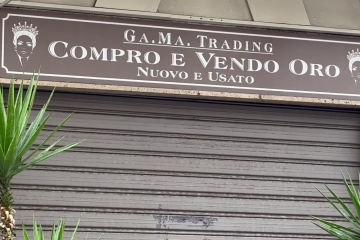 GA.MA. TRADING
COMPRO E VENDO ORO
NUOVO E USATO